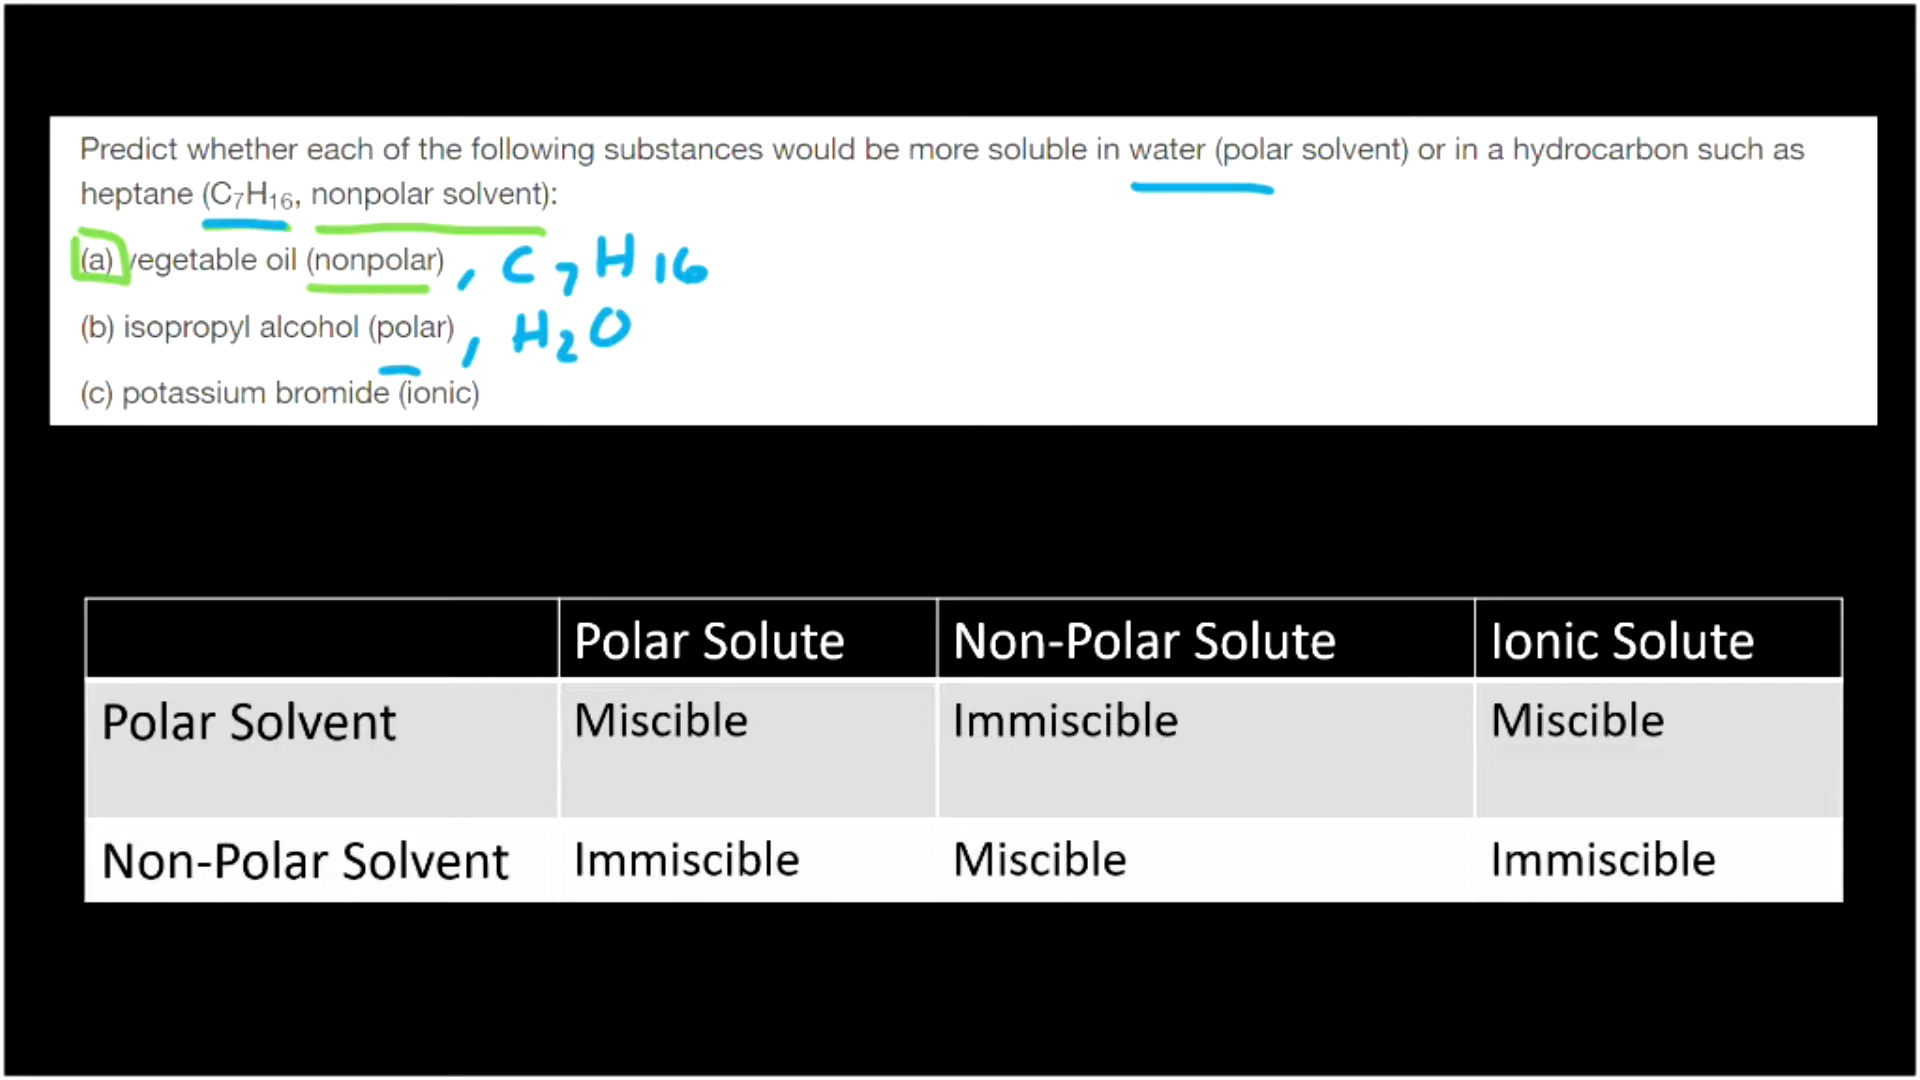 Predict whether each of the following substances would be more soluble in water (polar solvent) or in a hydrocarbon such as
heptane (C₇H₁₆, nonpolar solvent):
(a) vegetable oil (nonpolar) , C₇H₁₆
(b) isopropyl alcohol (polar) , H₂O
(c) potassium bromide (ionic)
Polar Solute Non-Polar Solute Ionic Solute
Polar Solvent Miscible Immiscible Miscible
Non-Polar Solvent Immiscible Miscible Immiscible